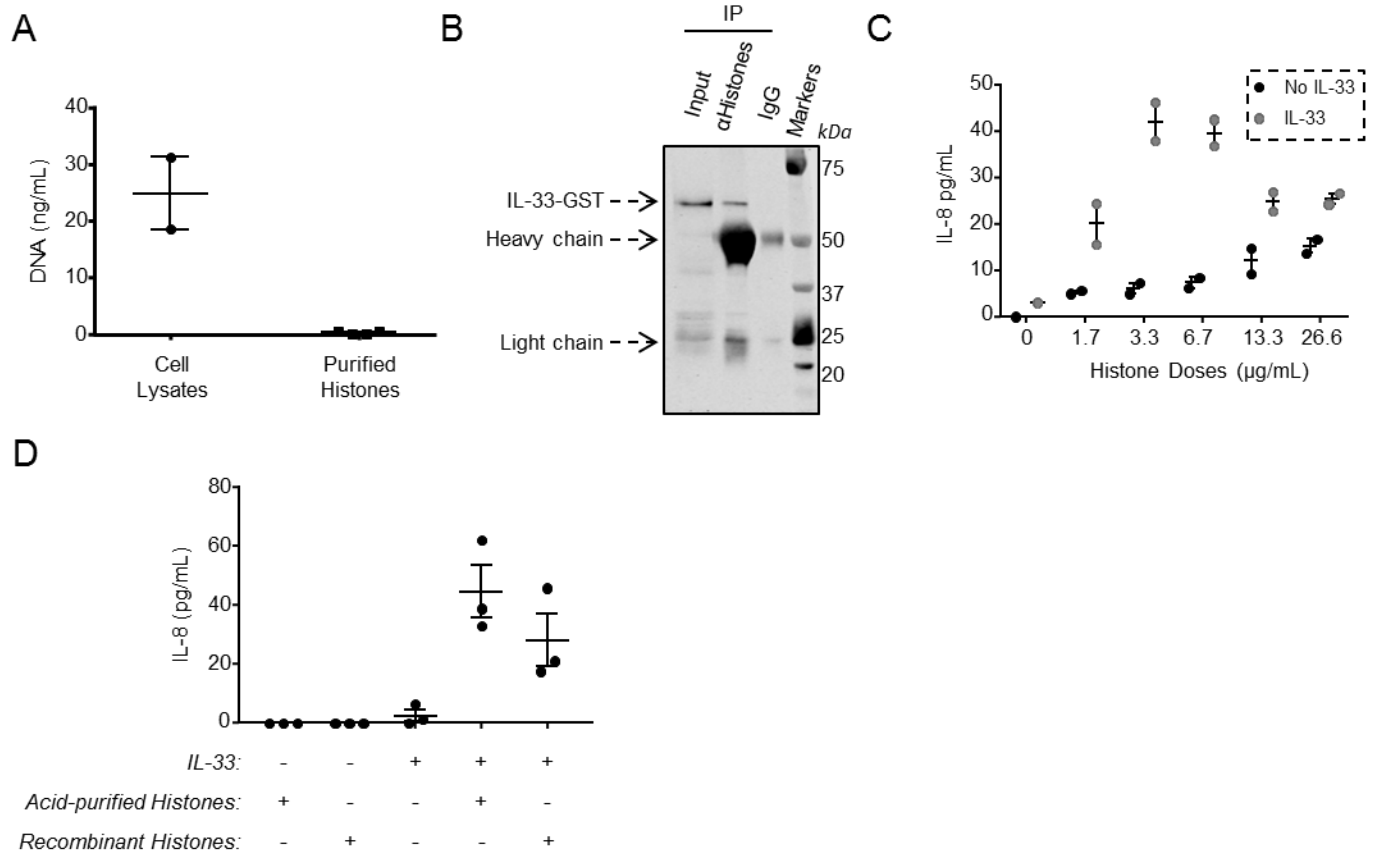 A
DNA (ng/mL)
40
30
20
10
0
Cell
Lysates
Purified
Histones
B
IP
Input
αHistones
IgG
Markers
kDa
IL-33-GST
Heavy chain
Light chain
75
50
37
25
20
C
IL-8 pg/mL
50
40
30
20
10
0
No IL-33
IL-33
0 1.7 3.3 6.7 13.3 26.6
Histone Doses (µg/mL)
D
IL-8 (pg/mL)
80
60
40
20
0
IL-33: - - + + +
Acid-purified Histones: + - - + -
Recombinant Histones: - + - - +